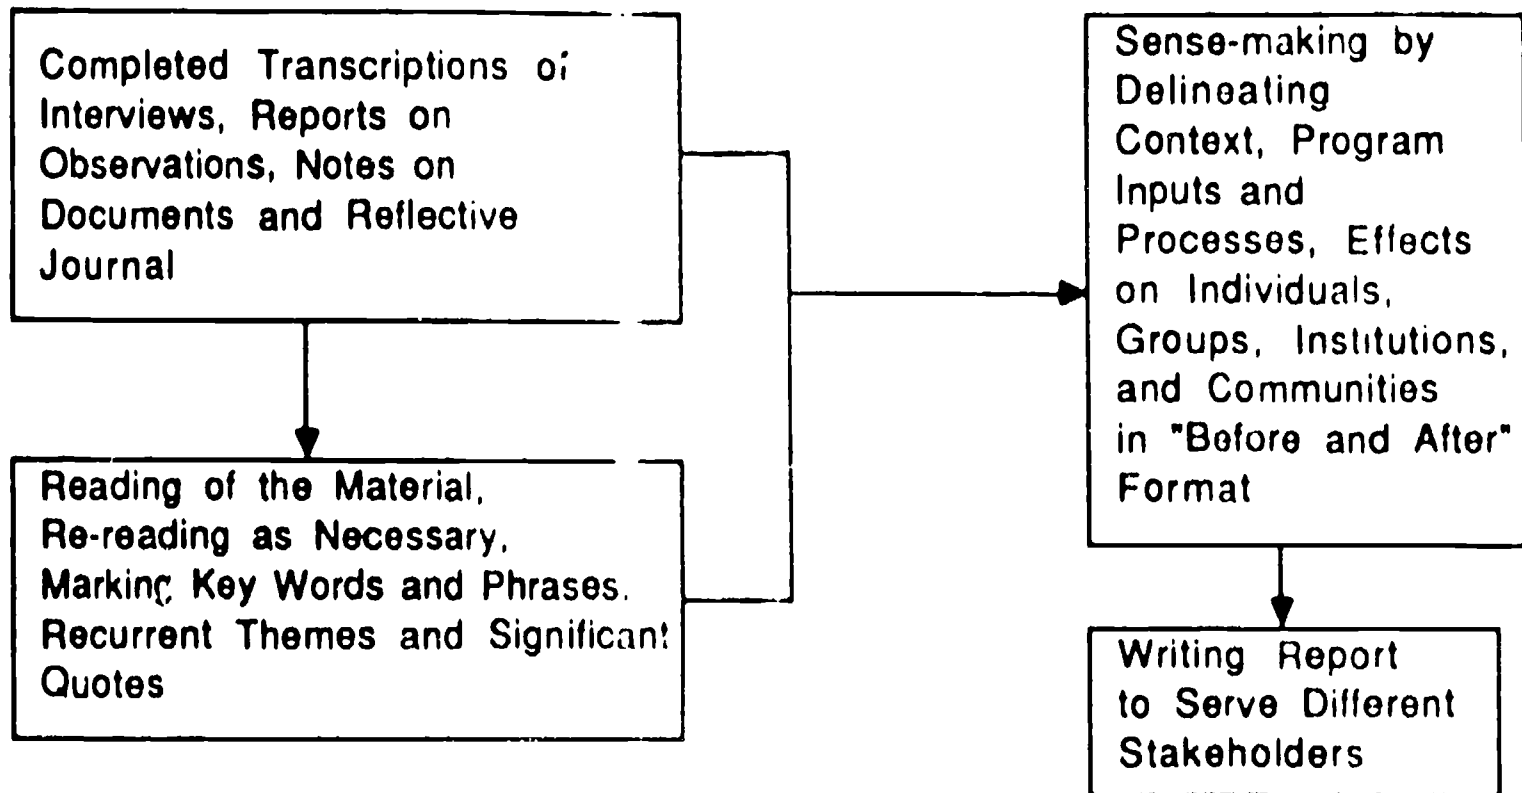 Completed Transcriptions of
Interviews, Reports on
Observations, Notes on
Documents and Reflective
Journal
Reading of the Material,
Re-reading as Necessary,
Marking Key Words and Phrases.
Recurrent Themes and Significant
Quotes
Sense-making by
Delineating
Context, Program
Inputs and
Processes, Effects
on Individuals,
Groups, Institutions,
and Communities
in "Before and After"
Format
Writing Report
to Serve Different
Stakeholders